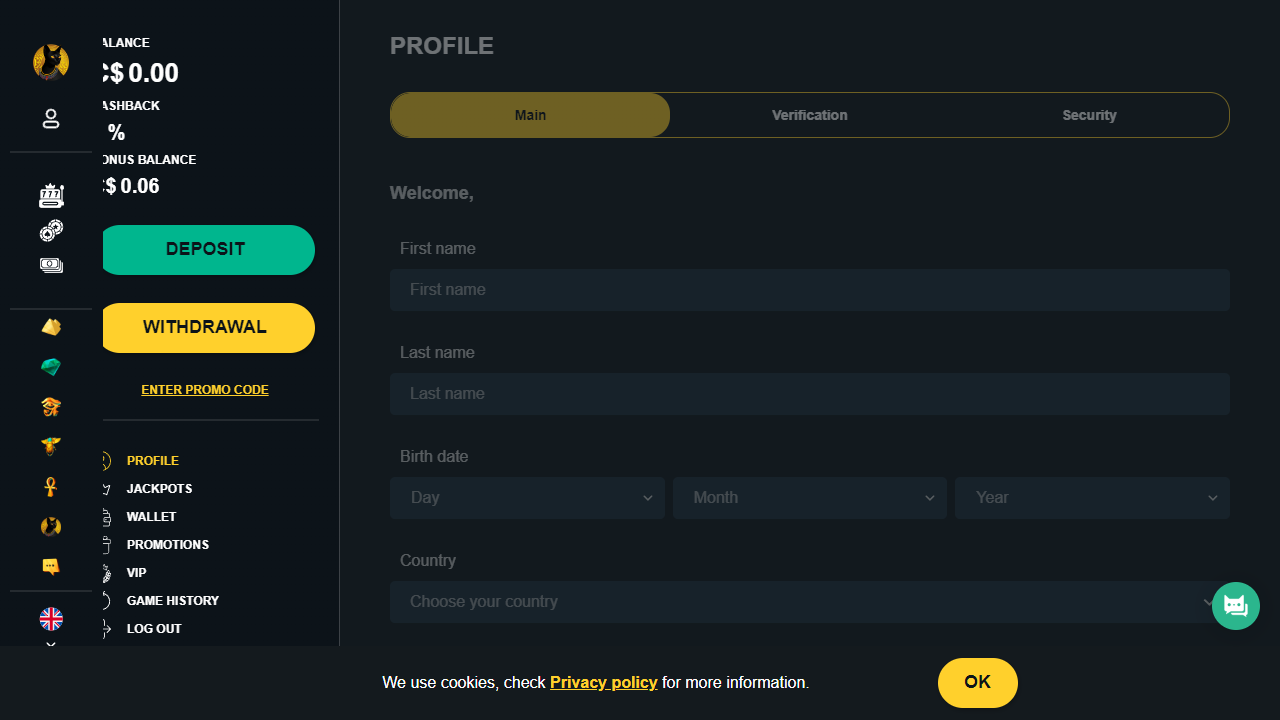 ALANCE
C$ 0.00
ASHBACK
%
ONUS BALANCE
C$ 0.06
DEPOSIT
WITHDRAWAL
ENTER PROMO CODE
PROFILE
JACKPOTS
WALLET
PROMOTIONS
VIP
GAME HISTORY
LOG OUT
777
PROFILE
Main
Verification
Security
Welcome,
First name
First name
Last name
Last name
Birth date
Day
Month
Year
Country
Choose your country
We use cookies, check Privacy policy for more information.
OK